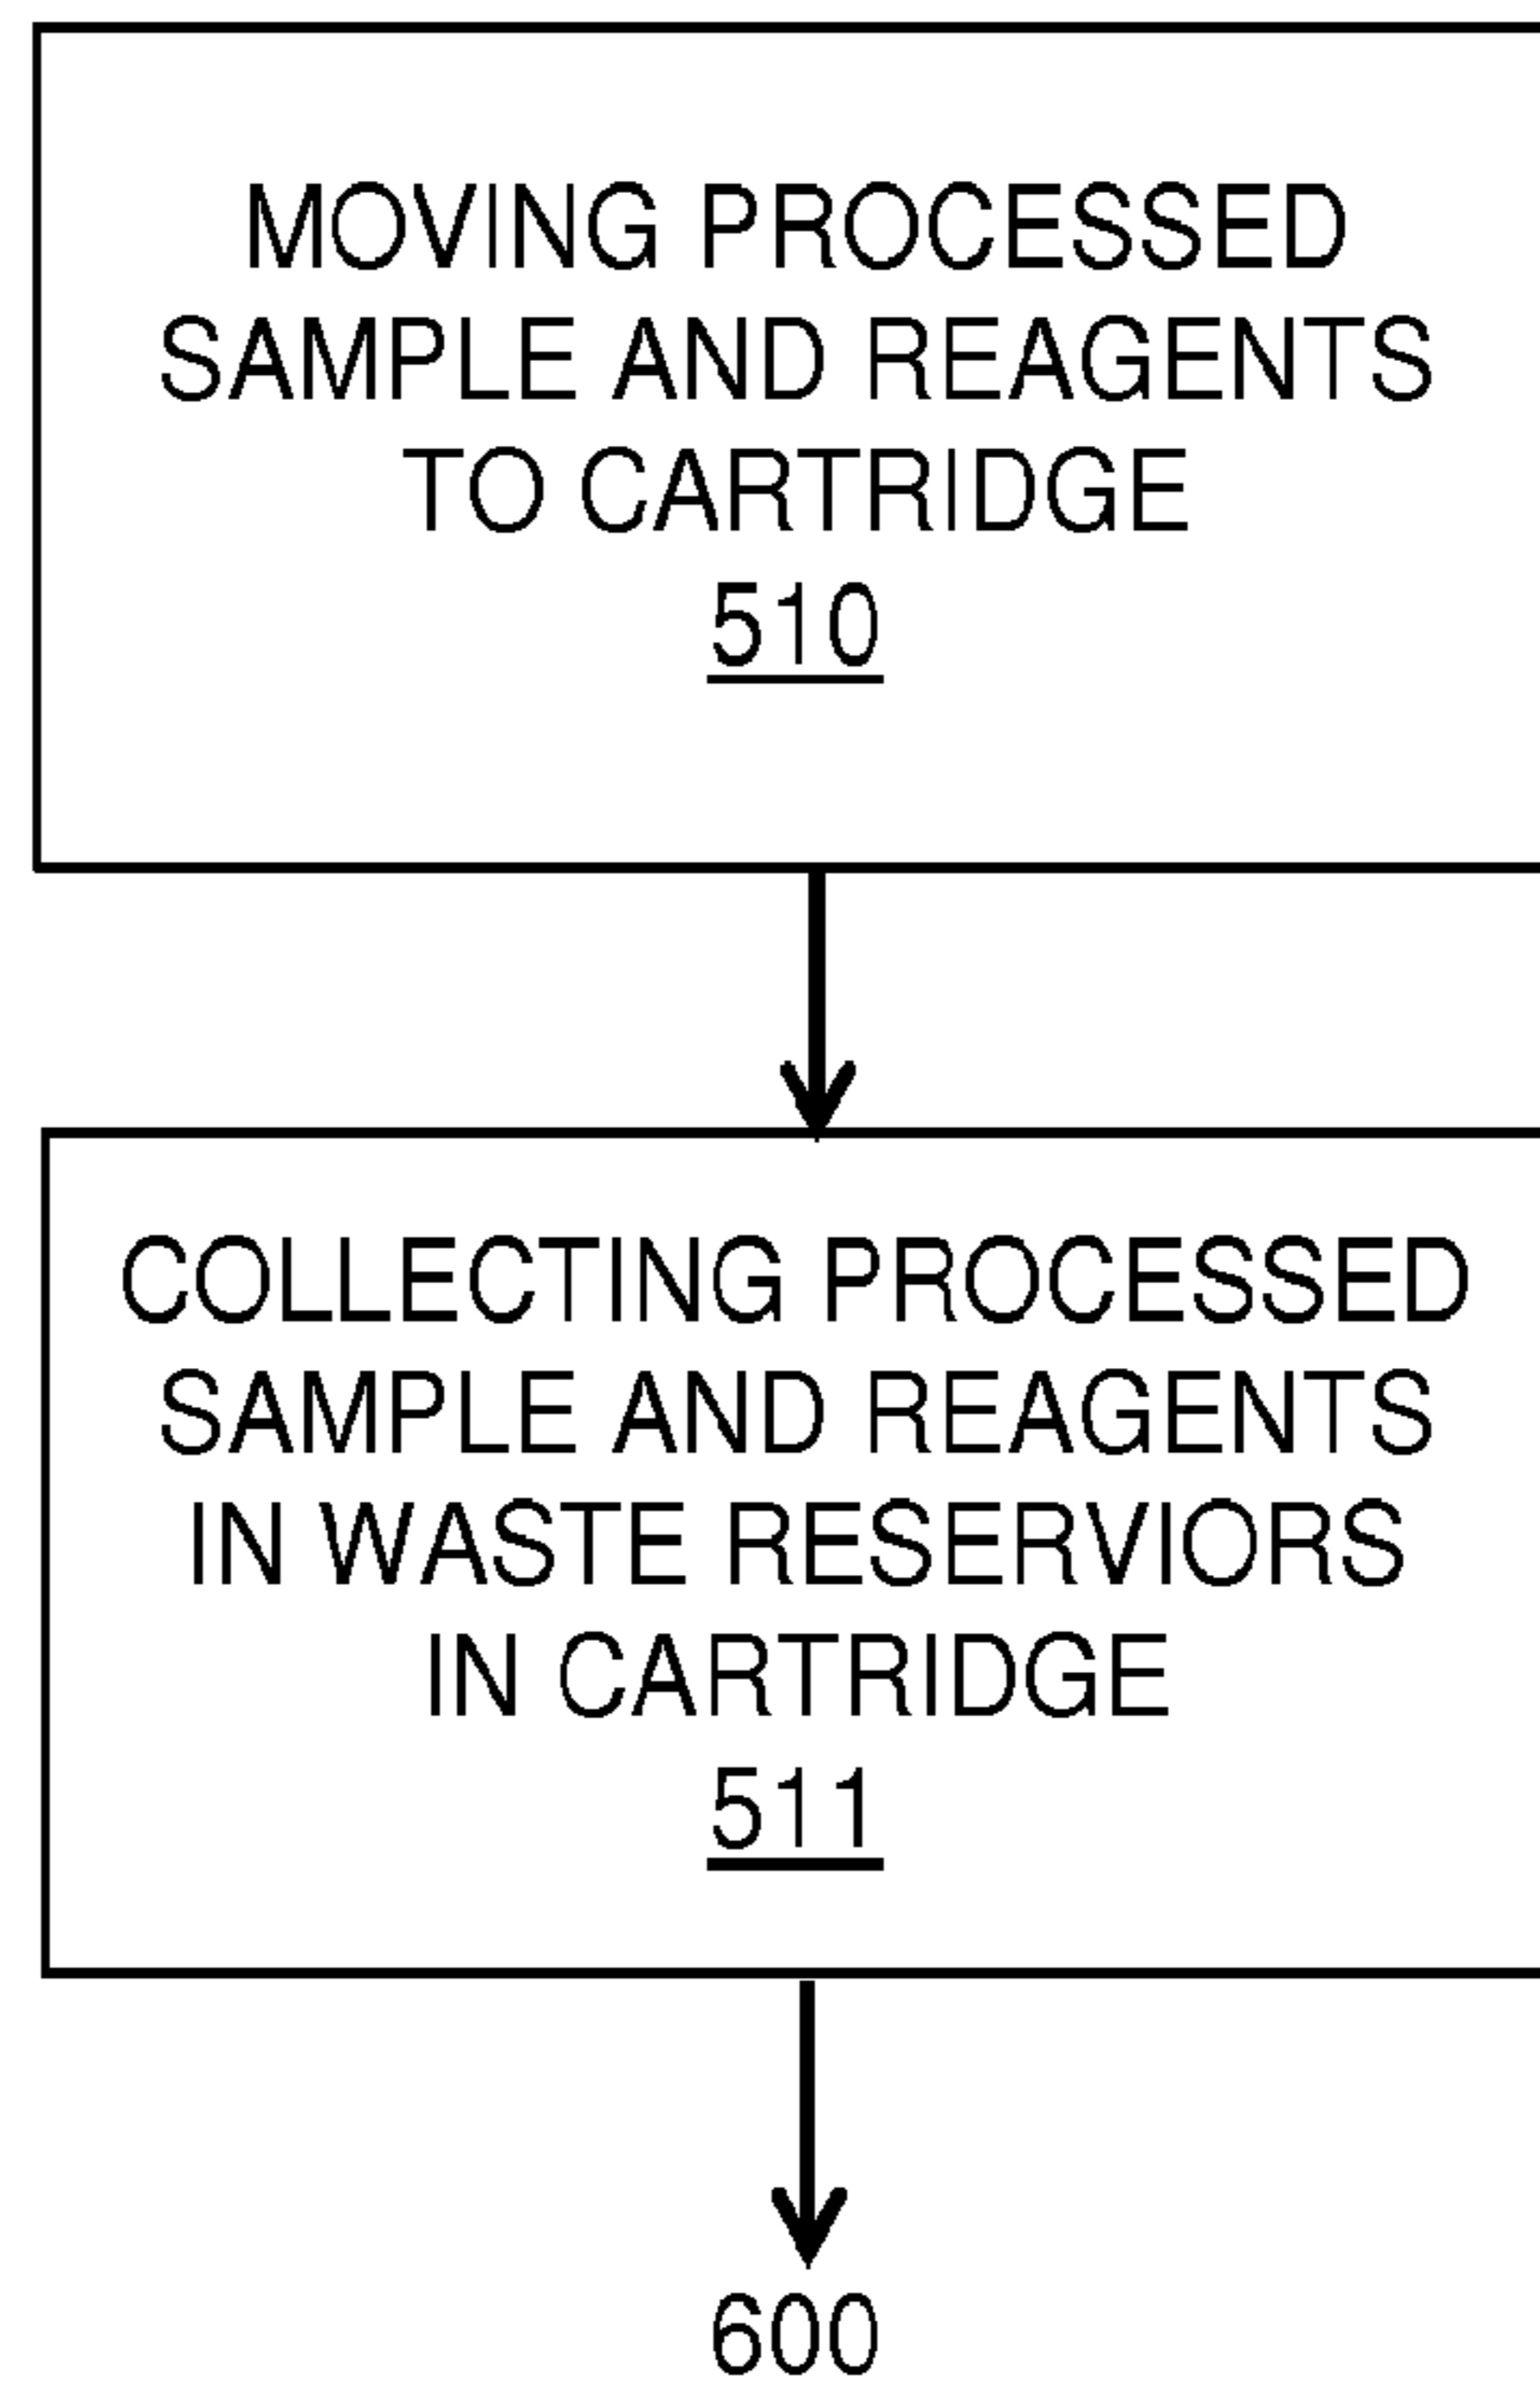 MOVING PROCESSED
SAMPLE AND REAGENTS
TO CARTRIDGE
510
COLLECTING PROCESSED
SAMPLE AND REAGENTS
IN WASTE RESERVIORS
IN CARTRIDGE
511
600